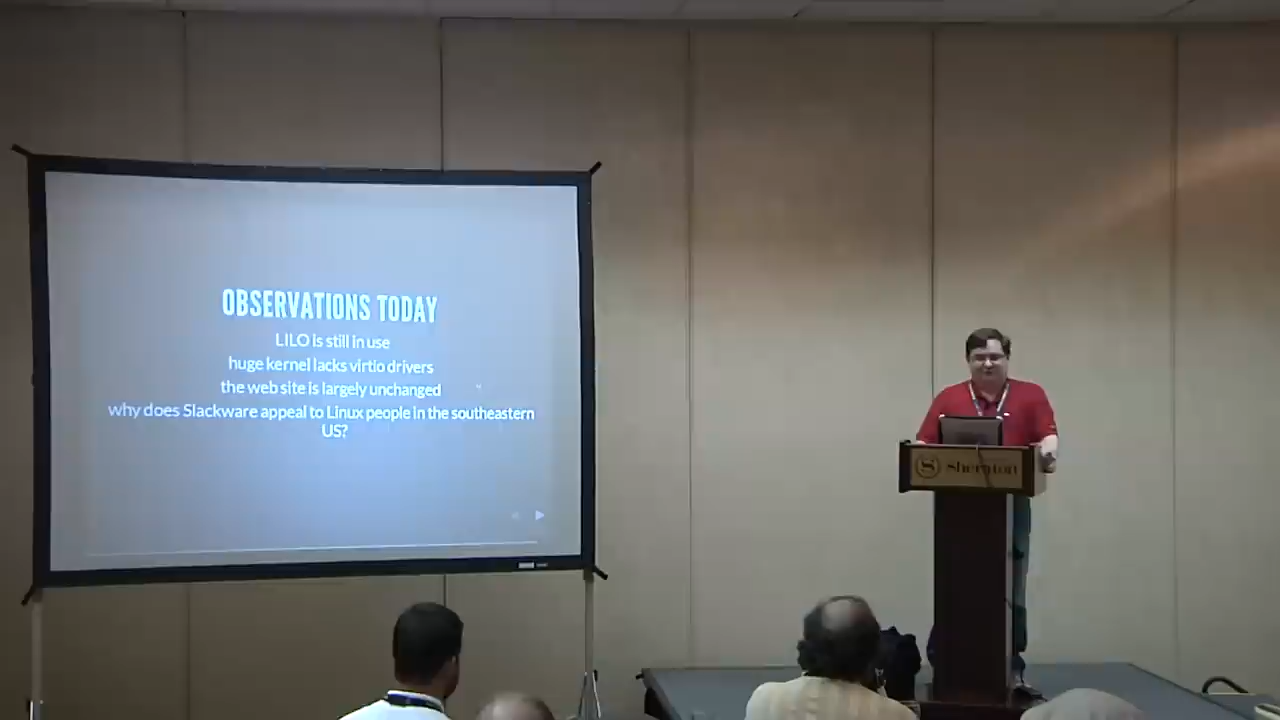 OBSERVATIONS TODAY
LILO is still in use
huge kernel lacks virtio drivers
the web site is largely unchanged
why does Slackware appeal to Linux people in the southeastern
US?
Sheraton